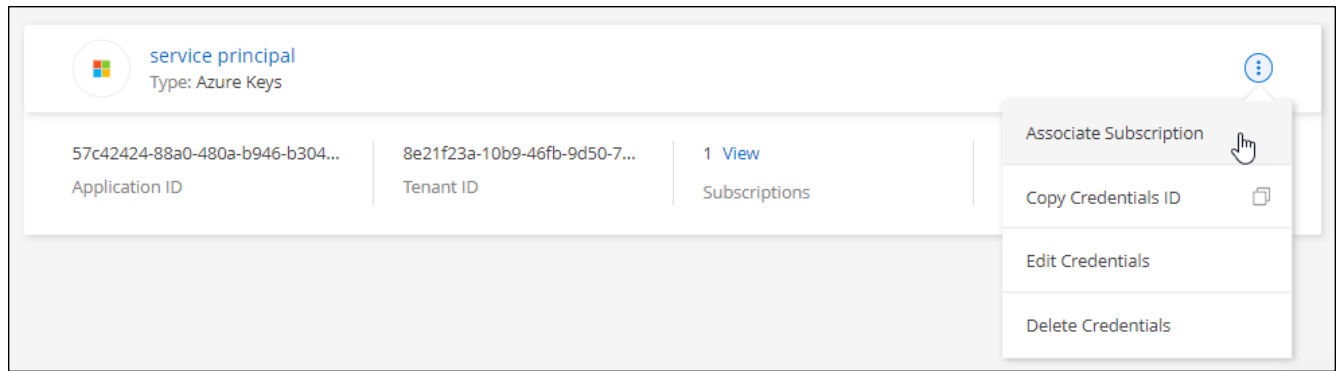 service principal
Type: Azure Keys
57c42424-88a0-480a-b946-b304...
Application ID
8e21f23a-10b9-46fb-9d50-7...
Tenant ID
1 View
Subscriptions
Associate Subscription
Copy Credentials ID
Edit Credentials
Delete Credentials